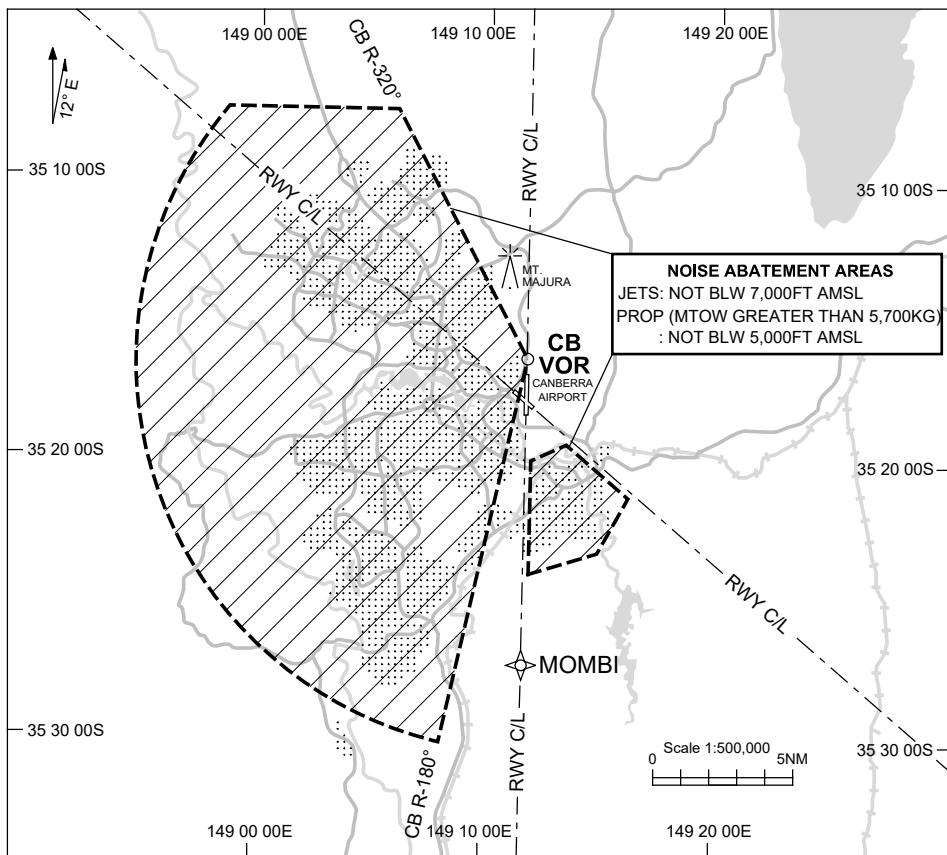 149 00 00E
149 10 00E
149 20 00E
CB R-320°
12° E
RWY C/L
35 10 00S
35 10 00S
RWY C/L
MT.
MAJURA
NOISE ABATEMENT AREAS
JETS: NOT BLW 7,000FT AMSL
PROP (MTOW GREATER THAN 5,700KG)
: NOT BLW 5,000FT AMSL
CB
VOR
CANBERRA
AIRPORT
35 20 00S
35 20 00S
RWY C/L
MOMBI
35 30 00S
RWY C/L
Scale 1:500,000
0
5NM
35 30 00S
CB R-180°
149 00 00E
149 10 00E
149 20 00E